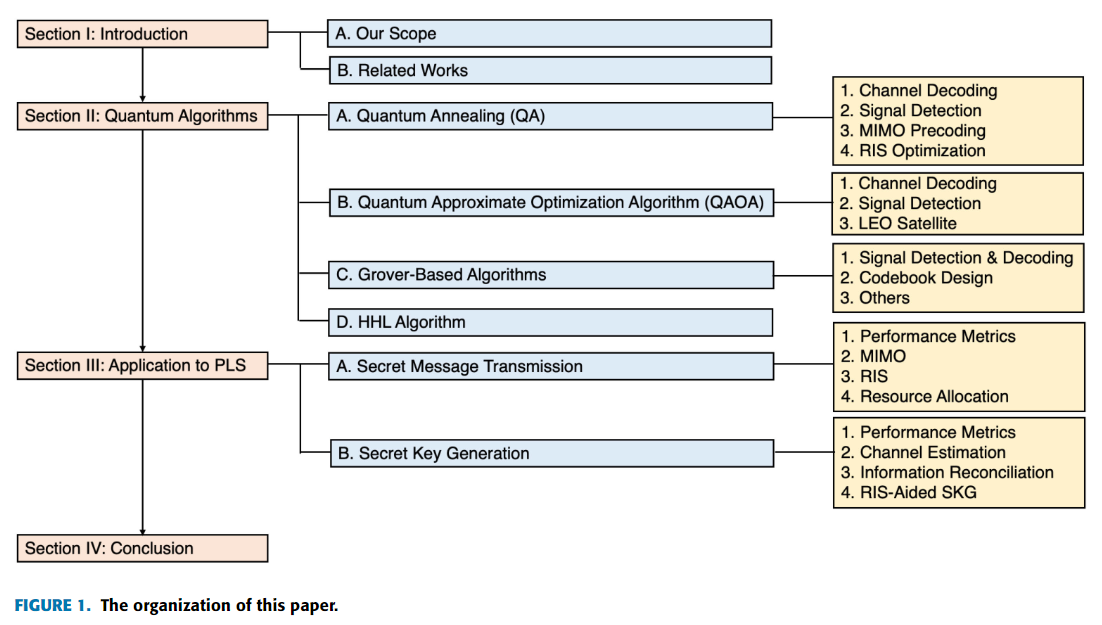 Section I: Introduction
A. Our Scope
B. Related Works
Section II: Quantum Algorithms
A. Quantum Annealing (QA)
1. Channel Decoding
2. Signal Detection
3. MIMO Precoding
4. RIS Optimization
B. Quantum Approximate Optimization Algorithm (QAOA)
1. Channel Decoding
2. Signal Detection
3. LEO Satellite
C. Grover-Based Algorithms
1. Signal Detection & Decoding
2. Codebook Design
3. Others
D. HHL Algorithm
Section III: Application to PLS
A. Secret Message Transmission
1. Performance Metrics
2. MIMO
3. RIS
4. Resource Allocation
B. Secret Key Generation
1. Performance Metrics
2. Channel Estimation
3. Information Reconciliation
4. RIS-Aided SKG
Section IV: Conclusion
FIGURE 1. The organization of this paper.